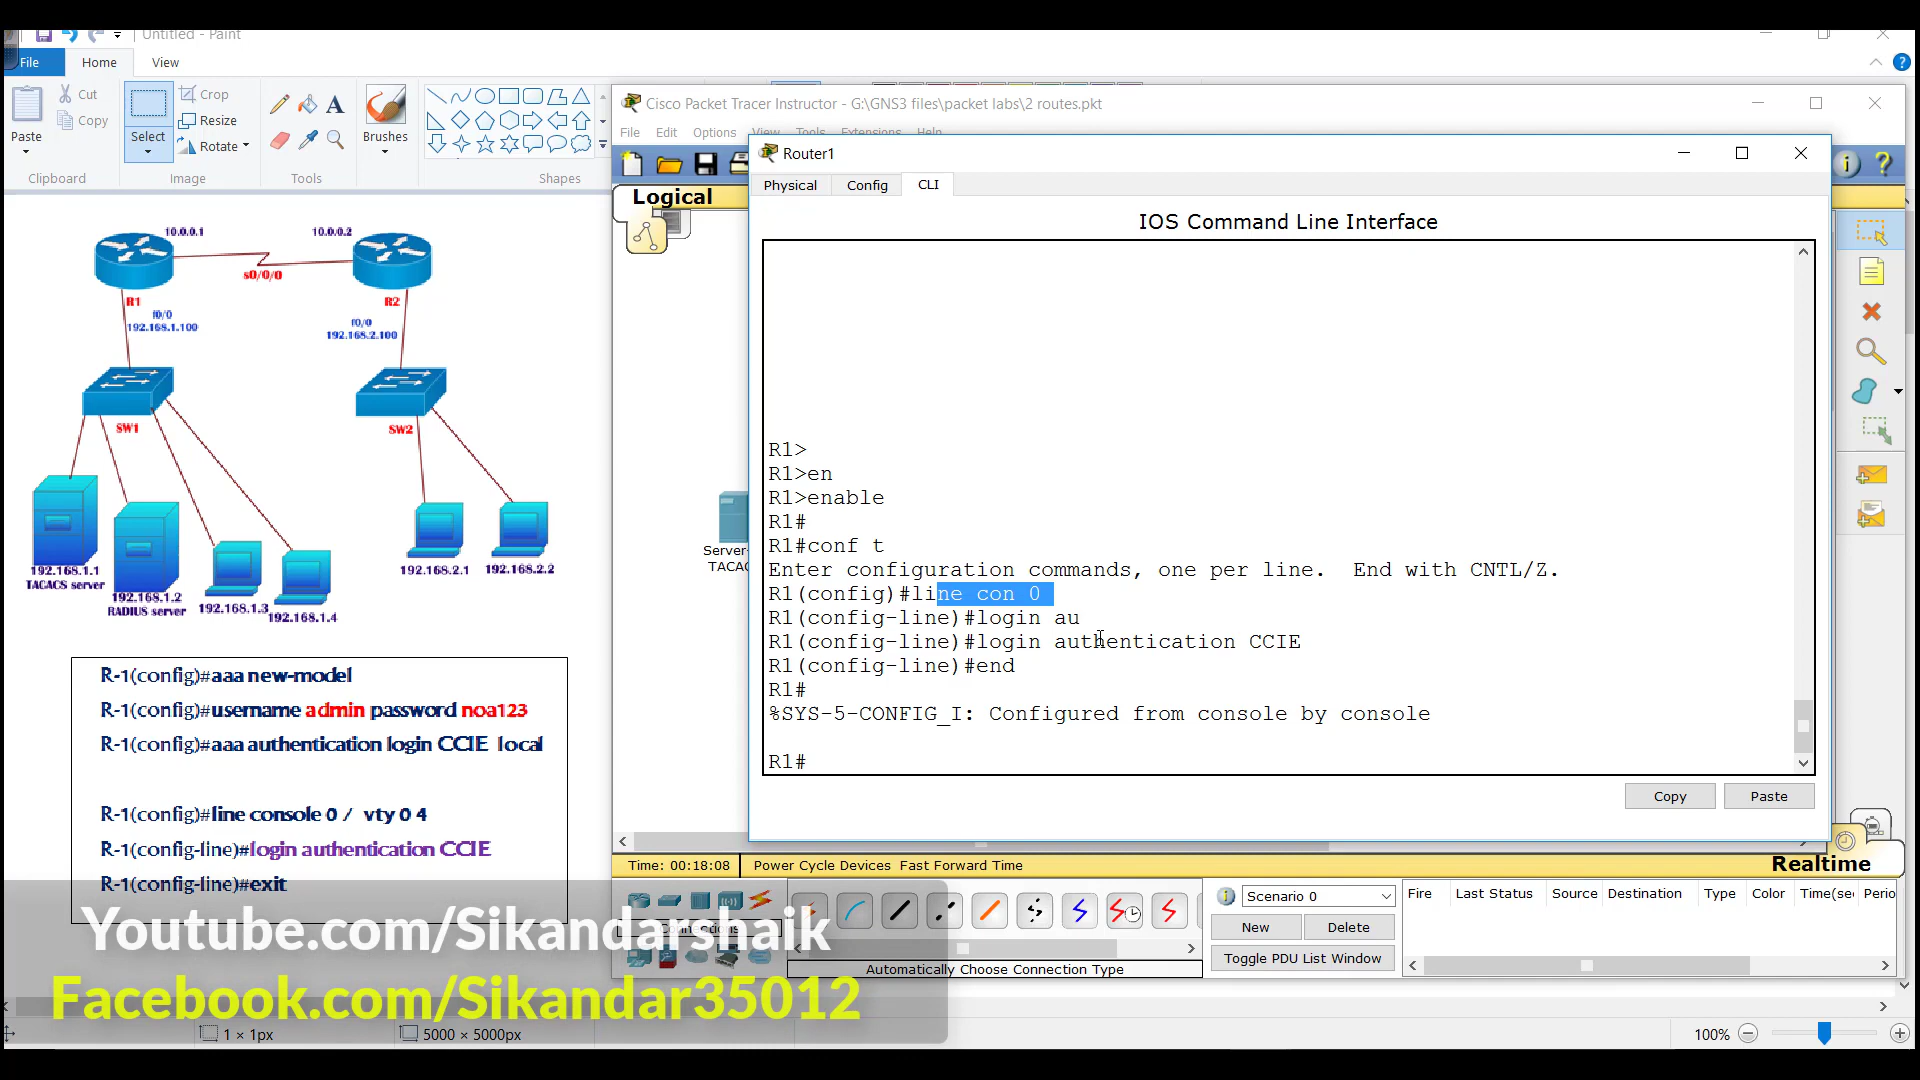 Untitled - Paint
File
Home
View
Cut
Copy
Paste
Clipboard
Select
Crop
Resize
Rotate
Image
Tools
Brushes
Shapes
Cisco Packet Tracer Instructor - G:\GNS3 files\packet labs\2 routes.pkt
File Edit Options View Tools Extensions Help
Logical
Router1
Physical
Config
CLI
IOS Command Line Interface
R1>
R1>en
R1>enable
R1#
R1#conf t
Enter configuration commands, one per line. End with CNTL/Z.
R1(config)#line con 0
R1(config-line)#login au
R1(config-line)#login authentication CCIE
R1(config-line)#end
R1#
%SYS-5-CONFIG_I: Configured from console by console
R1#
Copy
Paste
10.0.0.1
10.0.0.2
s0/0/0
R1
R2
f0/0
192.168.1.100
f0/0
192.168.2.100
SW1
SW2
192.168.1.1
TACACS server
192.168.1.2
RADIUS server
192.168.1.3
192.168.1.4
192.168.2.1
192.168.2.2
R-1(config)#aaa new-model
R-1(config)#username admin password noa123
R-1(config)#aaa authentication login CCIE local
R-1(config)#line console 0 / vty 0 4
R-1(config-line)#login authentication CCIE
R-1(config-line)#exit
Server-
TACAC
Time: 00:18:08
Power Cycle Devices Fast Forward Time
Realtime
Scenario 0
New
Delete
Toggle PDU List Window
Fire
Last Status
Source
Destination
Type
Color
Time(sec
Perio
Connections
Automatically Choose Connection Type
Youtube.com/Sikandarshaik
Facebook.com/Sikandar35012
1 × 1px
5000 × 5000px
100%